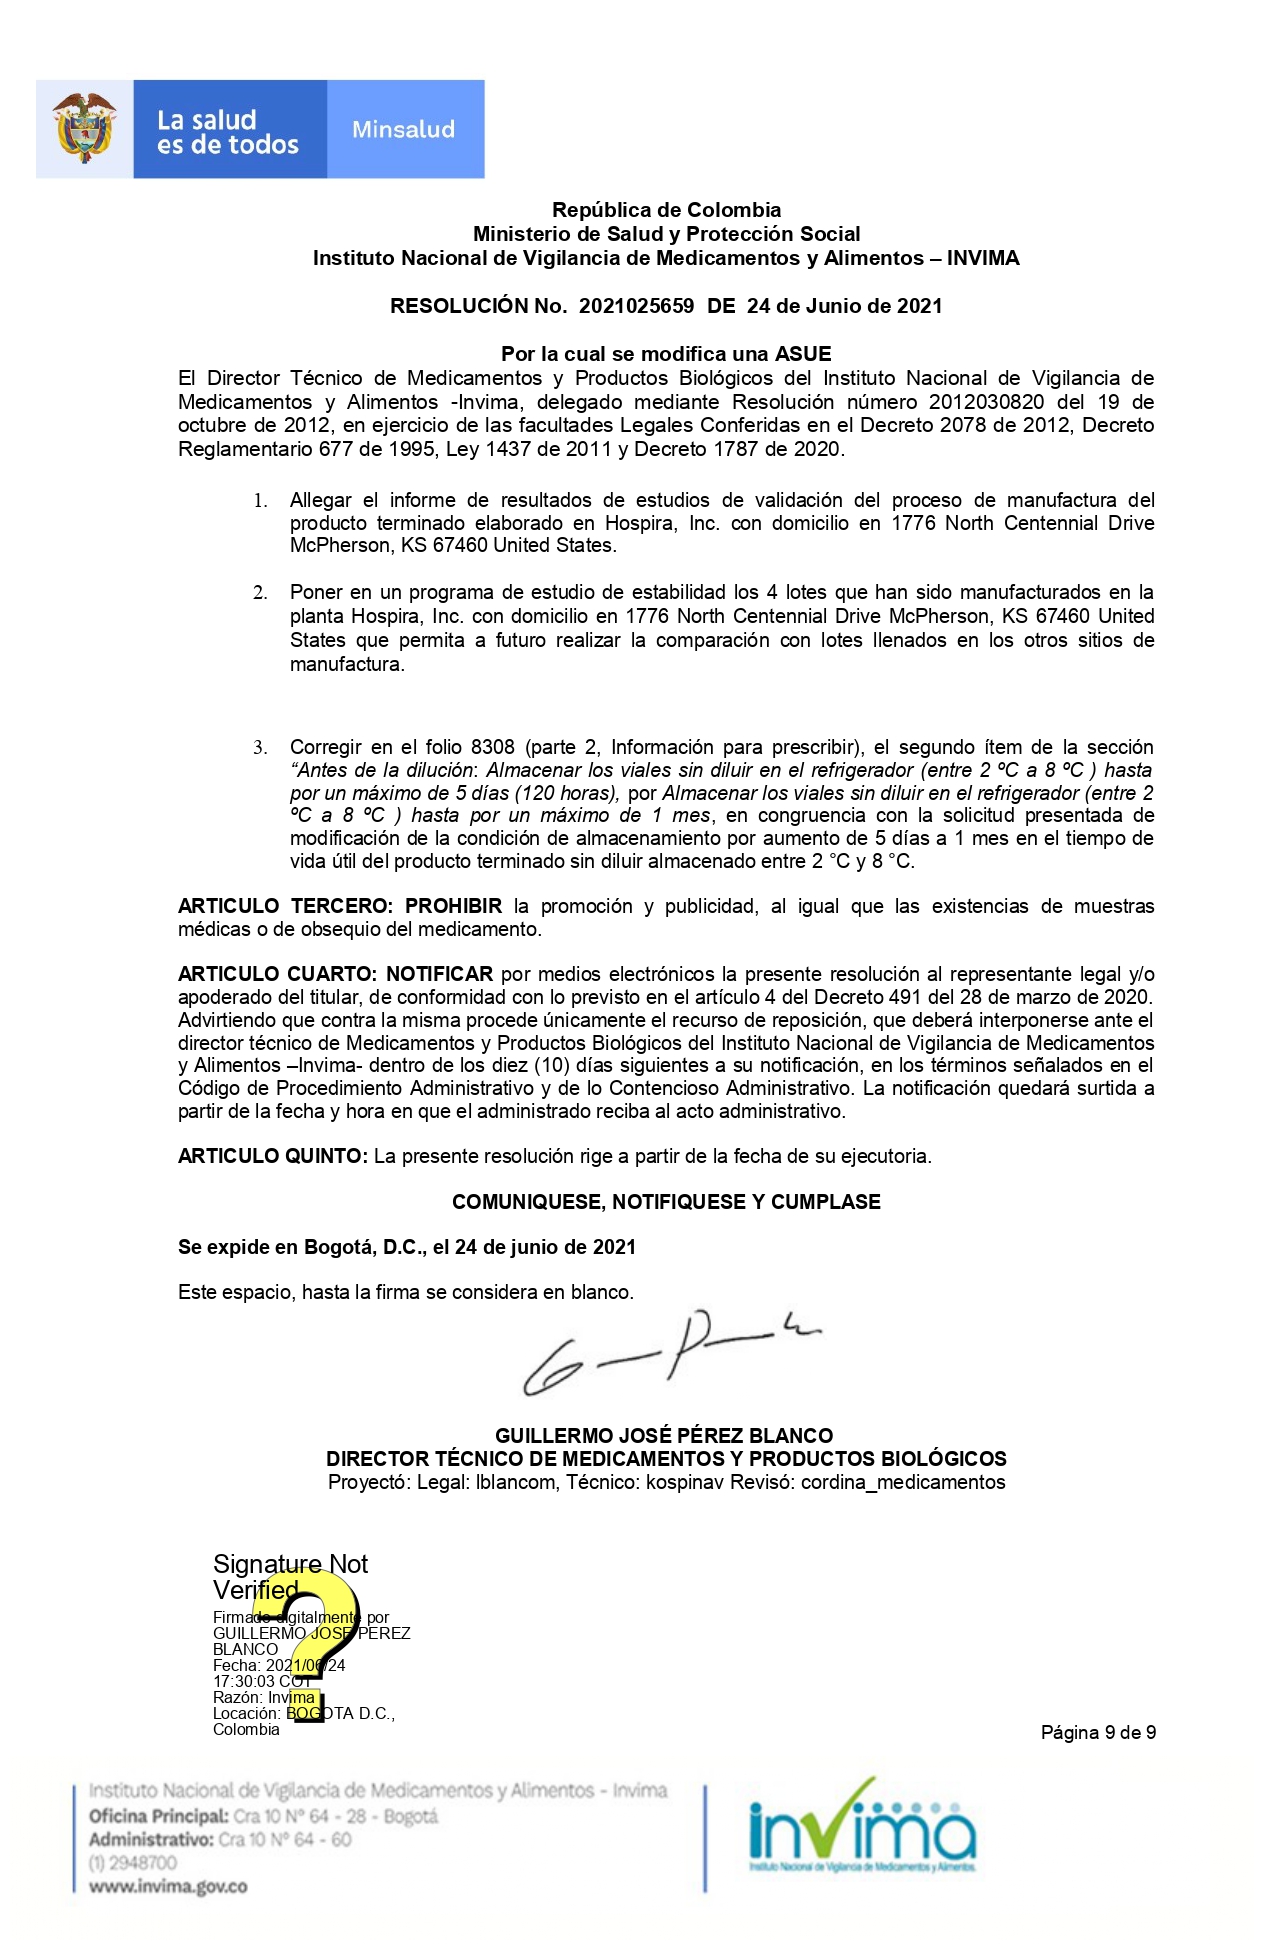 La salud
es de todos
Minsalud
República de Colombia
Ministerio de Salud y Protección Social
Instituto Nacional de Vigilancia de Medicamentos y Alimentos – INVIMA
RESOLUCIÓN No. 2021025659 DE 24 de Junio de 2021
Por la cual se modifica una ASUE
El Director Técnico de Medicamentos y Productos Biológicos del Instituto Nacional de Vigilancia de
Medicamentos y Alimentos -Invima, delegado mediante Resolución número 2012030820 del 19 de
octubre de 2012, en ejercicio de las facultades Legales Conferidas en el Decreto 2078 de 2012, Decreto
Reglamentario 677 de 1995, Ley 1437 de 2011 y Decreto 1787 de 2020.
1. Allegar el informe de resultados de estudios de validación del proceso de manufactura del
producto terminado elaborado en Hospira, Inc. con domicilio en 1776 North Centennial Drive
McPherson, KS 67460 United States.
2. Poner en un programa de estudio de estabilidad los 4 lotes que han sido manufacturados en la
planta Hospira, Inc. con domicilio en 1776 North Centennial Drive McPherson, KS 67460 United
States que permita a futuro realizar la comparación con lotes llenados en los otros sitios de
manufactura.
3. Corregir en el folio 8308 (parte 2, Información para prescribir), el segundo ítem de la sección
“Antes de la dilución: Almacenar los viales sin diluir en el refrigerador (entre 2 ºC a 8 ºC ) hasta
por un máximo de 5 días (120 horas), por Almacenar los viales sin diluir en el refrigerador (entre 2
ºC a 8 ºC ) hasta por un máximo de 1 mes, en congruencia con la solicitud presentada de
modificación de la condición de almacenamiento por aumento de 5 días a 1 mes en el tiempo de
vida útil del producto terminado sin diluir almacenado entre 2 °C y 8 °C.
ARTICULO TERCERO: PROHIBIR la promoción y publicidad, al igual que las existencias de muestras
médicas o de obsequio del medicamento.
ARTICULO CUARTO: NOTIFICAR por medios electrónicos la presente resolución al representante legal y/o
apoderado del titular, de conformidad con lo previsto en el artículo 4 del Decreto 491 del 28 de marzo de 2020.
Advirtiendo que contra la misma procede únicamente el recurso de reposición, que deberá interponerse ante el
director técnico de Medicamentos y Productos Biológicos del Instituto Nacional de Vigilancia de Medicamentos
y Alimentos –Invima- dentro de los diez (10) días siguientes a su notificación, en los términos señalados en el
Código de Procedimiento Administrativo y de lo Contencioso Administrativo. La notificación quedará surtida a
partir de la fecha y hora en que el administrado reciba al acto administrativo.
ARTICULO QUINTO: La presente resolución rige a partir de la fecha de su ejecutoria.
COMUNIQUESE, NOTIFIQUESE Y CUMPLASE
Se expide en Bogotá, D.C., el 24 de junio de 2021
Este espacio, hasta la firma se considera en blanco.
GUILLERMO JOSÉ PÉREZ BLANCO
DIRECTOR TÉCNICO DE MEDICAMENTOS Y PRODUCTOS BIOLÓGICOS
Proyectó: Legal: lblancom, Técnico: kospinav Revisó: cordina_medicamentos
Signature Not
Verified
Firmado digitalmente por
GUILLERMO JOSE PEREZ
BLANCO
Fecha: 2021/06/24
17:30:03 COT
Razón: Invima
Locación: BOGOTA D.C.,
Colombia
Página 9 de 9
Instituto Nacional de Vigilancia de Medicamentos y Alimentos - Invima
Oficina Principal: Cra 10 N° 64 - 28 - Bogotá
Administrativo: Cra 10 N° 64 - 60
(1) 2948700
www.invima.gov.co
invima
Instituto Nacional de Vigilancia de Medicamentos y Alimentos.